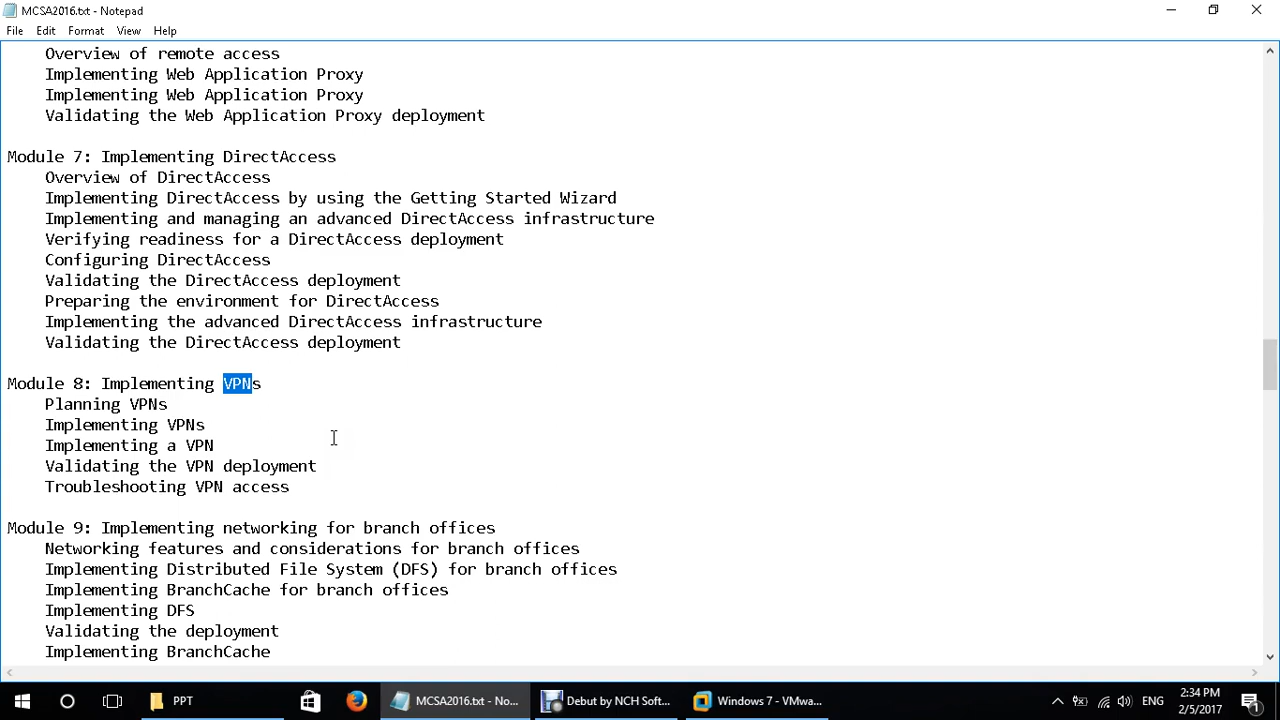 MCSA2016.txt - Notepad
File Edit Format View Help
Overview of remote access
Implementing Web Application Proxy
Implementing Web Application Proxy
Validating the Web Application Proxy deployment
Module 7: Implementing DirectAccess
Overview of DirectAccess
Implementing DirectAccess by using the Getting Started Wizard
Implementing and managing an advanced DirectAccess infrastructure
Verifying readiness for a DirectAccess deployment
Configuring DirectAccess
Validating the DirectAccess deployment
Preparing the environment for DirectAccess
Implementing the advanced DirectAccess infrastructure
Validating the DirectAccess deployment
Module 8: Implementing VPNs
Planning VPNs
Implementing VPNs
Implementing a VPN
Validating the VPN deployment
Troubleshooting VPN access
Module 9: Implementing networking for branch offices
Networking features and considerations for branch offices
Implementing Distributed File System (DFS) for branch offices
Implementing BranchCache for branch offices
Implementing DFS
Validating the deployment
Implementing BranchCache
PPT MCSA2016.txt - No... Debut by NCH Soft... Windows 7 - VMwa... ENG 2:34 PM
2/5/2017 1